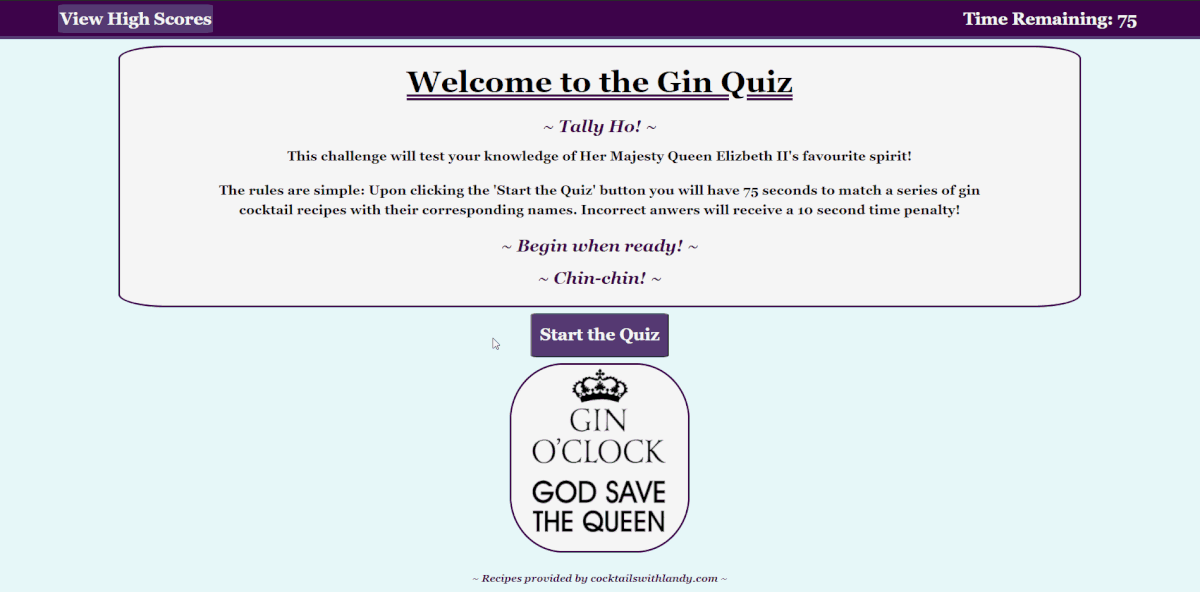 View High Scores
Time Remaining: 75
Welcome to the Gin Quiz
~ Tally Ho! ~
This challenge will test your knowledge of Her Majesty Queen Elizbeth II's favourite spirit!
The rules are simple: Upon clicking the 'Start the Quiz' button you will have 75 seconds to match a series of gin
cocktail recipes with their corresponding names. Incorrect anwers will receive a 10 second time penalty!
~ Begin when ready! ~
~ Chin-chin! ~
Start the Quiz
GIN
O'CLOCK
GOD SAVE
THE QUEEN
~ Recipes provided by cocktailswithlandy.com ~